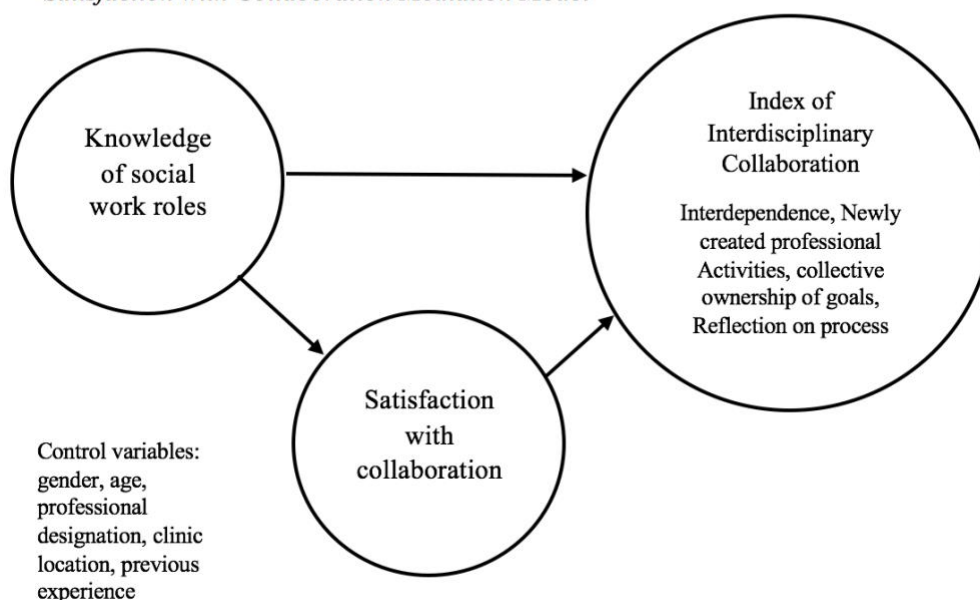 Knowledge
of social
work roles
Index of
Interdisciplinary
Collaboration
Interdependence, Newly
created professional
Activities, collective
ownership of goals,
Reflection on process
Satisfaction
with
collaboration
Control variables:
gender, age,
professional
designation, clinic
location, previous
experience